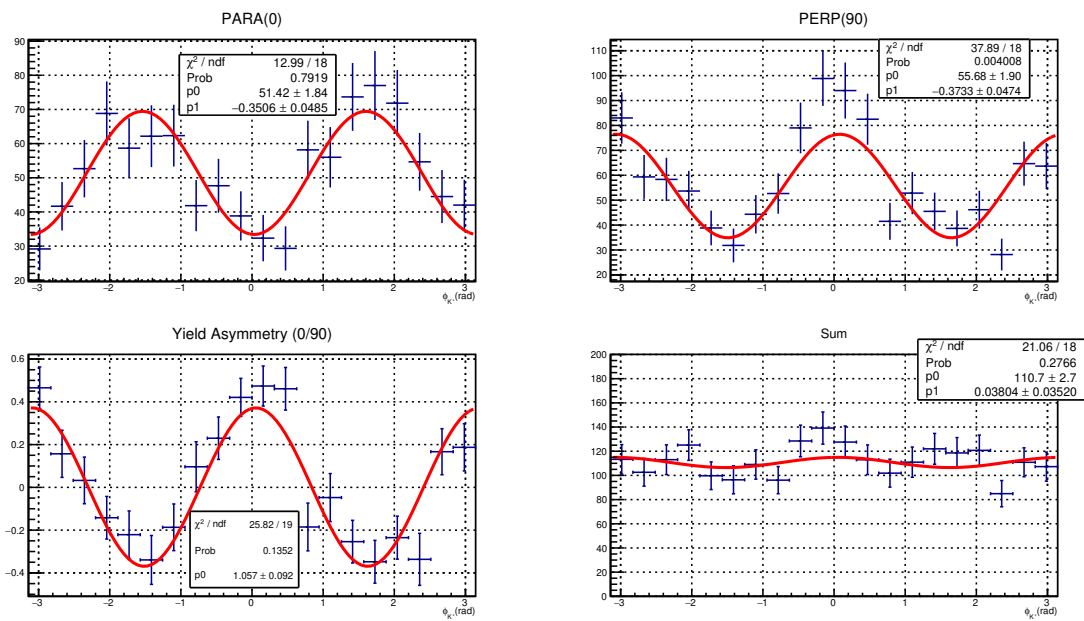 PARA(0)
χ² / ndf 12.99 / 18
Prob 0.7919
p0 51.42 ± 1.84
p1 −0.3506 ± 0.0485
90
80
70
60
50
40
30
20
−3 −2 −1 0 1 2 3
ϕK⁺(rad)
PERP(90)
χ² / ndf 37.89 / 18
Prob 0.004008
p0 55.68 ± 1.90
p1 −0.3733 ± 0.0474
110
100
90
80
70
60
50
40
30
20
−3 −2 −1 0 1 2 3
ϕK⁺(rad)
Yield Asymmetry (0/90)
0.6
0.4
0.2
0
−0.2
−0.4
χ² / ndf 25.82 / 19
Prob 0.1352
p0 1.057 ± 0.092
−3 −2 −1 0 1 2 3
ϕK⁺(rad)
Sum
χ² / ndf 21.06 / 18
Prob 0.2766
p0 110.7 ± 2.7
p1 0.03804 ± 0.03520
200
180
160
140
120
100
80
60
40
20
0
−3 −2 −1 0 1 2 3
ϕK⁺(rad)